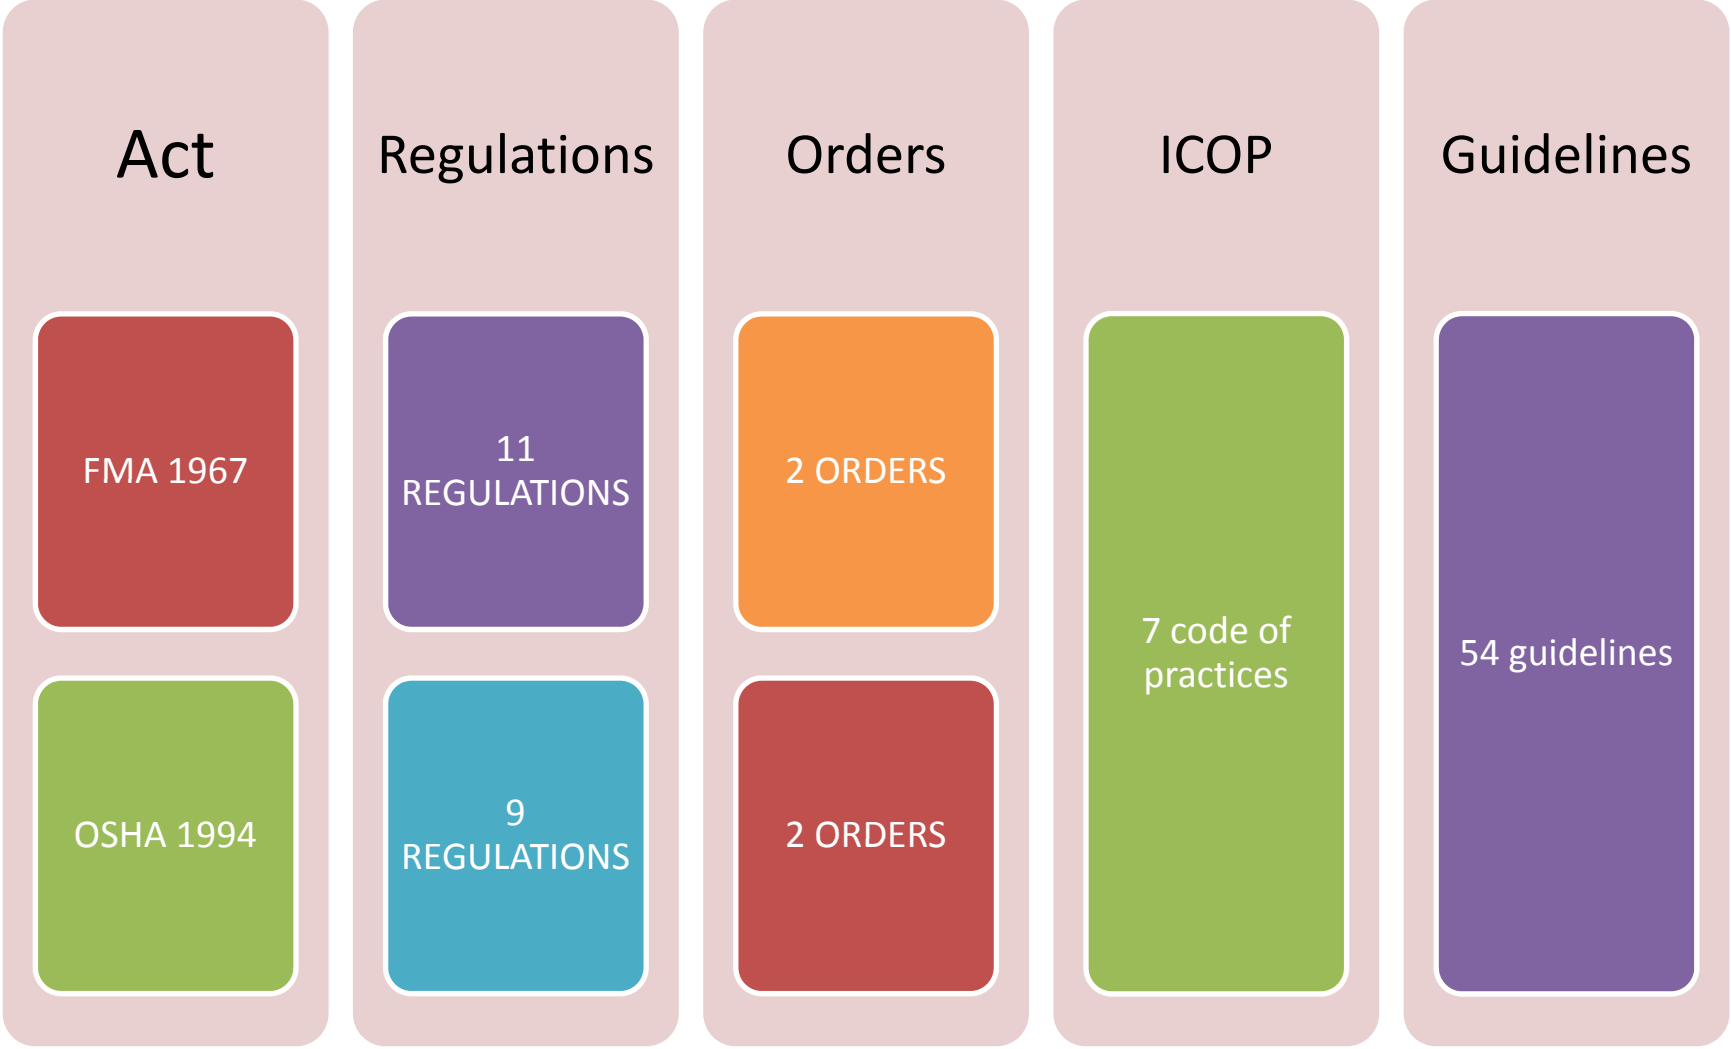 Act
Regulations
Orders
ICOP
Guidelines
FMA 1967
11
REGULATIONS
2 ORDERS
7 code of
practices
54 guidelines
OSHA 1994
9
REGULATIONS
2 ORDERS